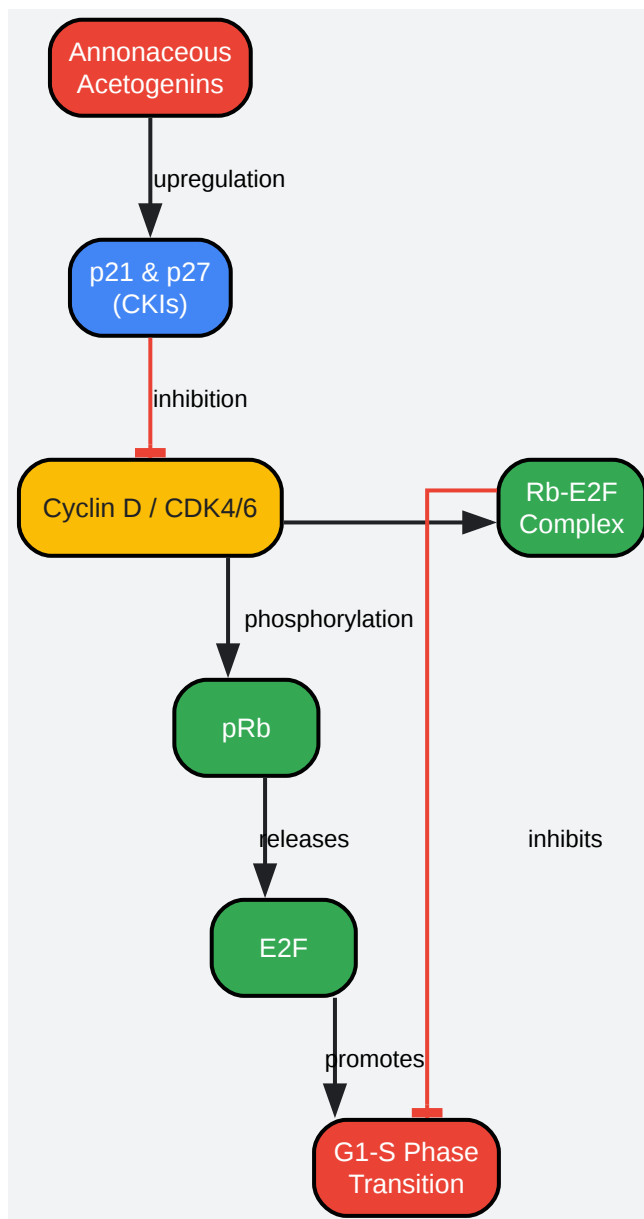 Annonaceous
Acetogenins
upregulation
p21 & p27
(CKIs)
inhibition
Cyclin D / CDK4/6
Rb-E2F
Complex
phosphorylation
pRb
releases
inhibits
E2F
promotes
G1-S Phase
Transition